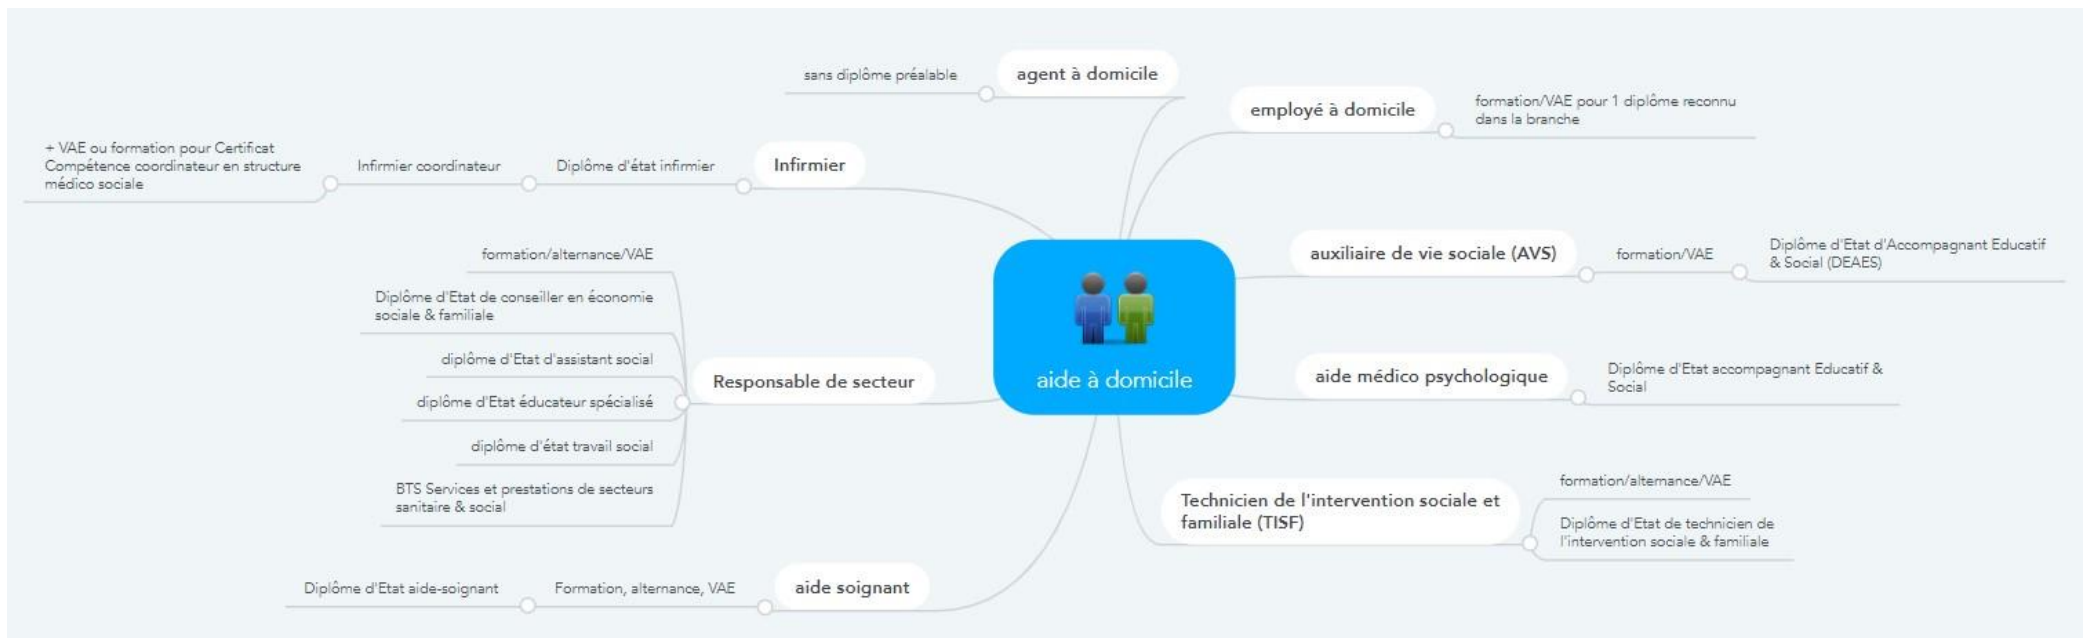 agent à domicile
sans diplôme préalable
employé à domicile
formation/VAE pour 1 diplôme reconnu
dans la branche
Infirmier
Diplôme d'état infirmier
Infirmier coordinateur
+ VAE ou formation pour Certificat
Compétence coordinateur en structure
médico sociale
auxiliaire de vie sociale (AVS)
formation/VAE
Diplôme d'Etat d'Accompagnant Educatif
& Social (DEAES)
aide à domicile
Responsable de secteur
formation/alternance/VAE
Diplôme d'Etat de conseiller en économie
sociale & familiale
diplôme d'Etat d'assistant social
diplôme d'Etat éducateur spécialisé
diplôme d'état travail social
BTS Services et prestations de secteurs
sanitaire & social
aide médico psychologique
Diplôme d'Etat accompagnant Educatif &
Social
Technicien de l'intervention sociale et
familiale (TISF)
formation/alternance/VAE
Diplôme d'Etat de technicien de
l'intervention sociale & familiale
aide soignant
Formation, alternance, VAE
Diplôme d'Etat aide-soignant